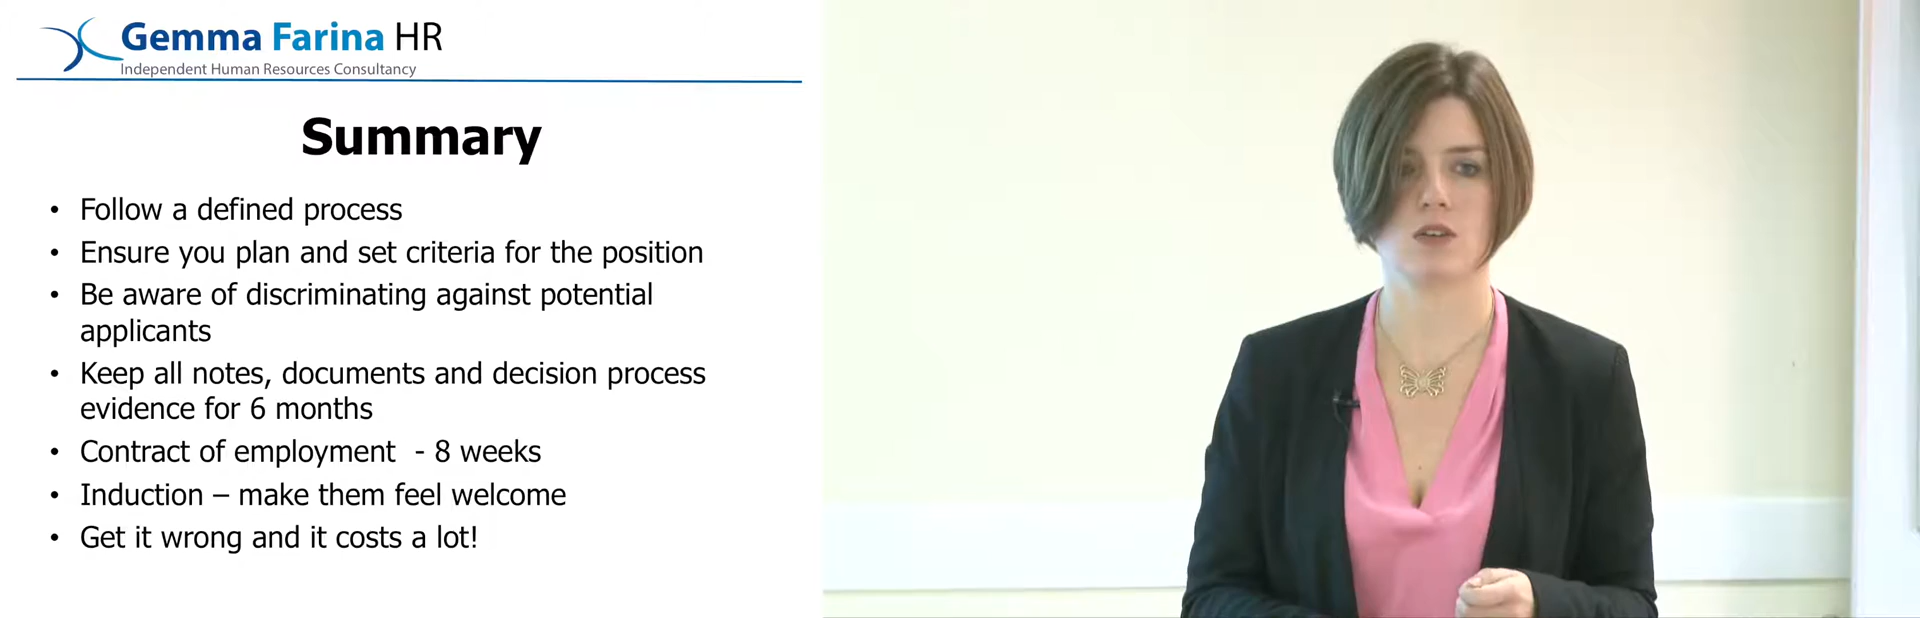 Gemma Farina HR
Independent Human Resources Consultancy
Summary
• Follow a defined process
• Ensure you plan and set criteria for the position
• Be aware of discriminating against potential
applicants
• Keep all notes, documents and decision process
evidence for 6 months
• Contract of employment - 8 weeks
• Induction – make them feel welcome
• Get it wrong and it costs a lot!